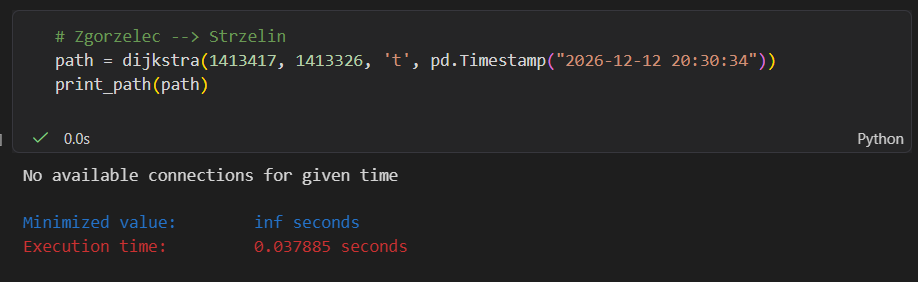 # Zgorzelec --> Strzelin
path = dijkstra(1413417, 1413326, 't', pd.Timestamp("2026-12-12 20:30:34"))
print_path(path)
0.0s
Python
No available connections for given time
Minimized value: inf seconds
Execution time: 0.037885 seconds